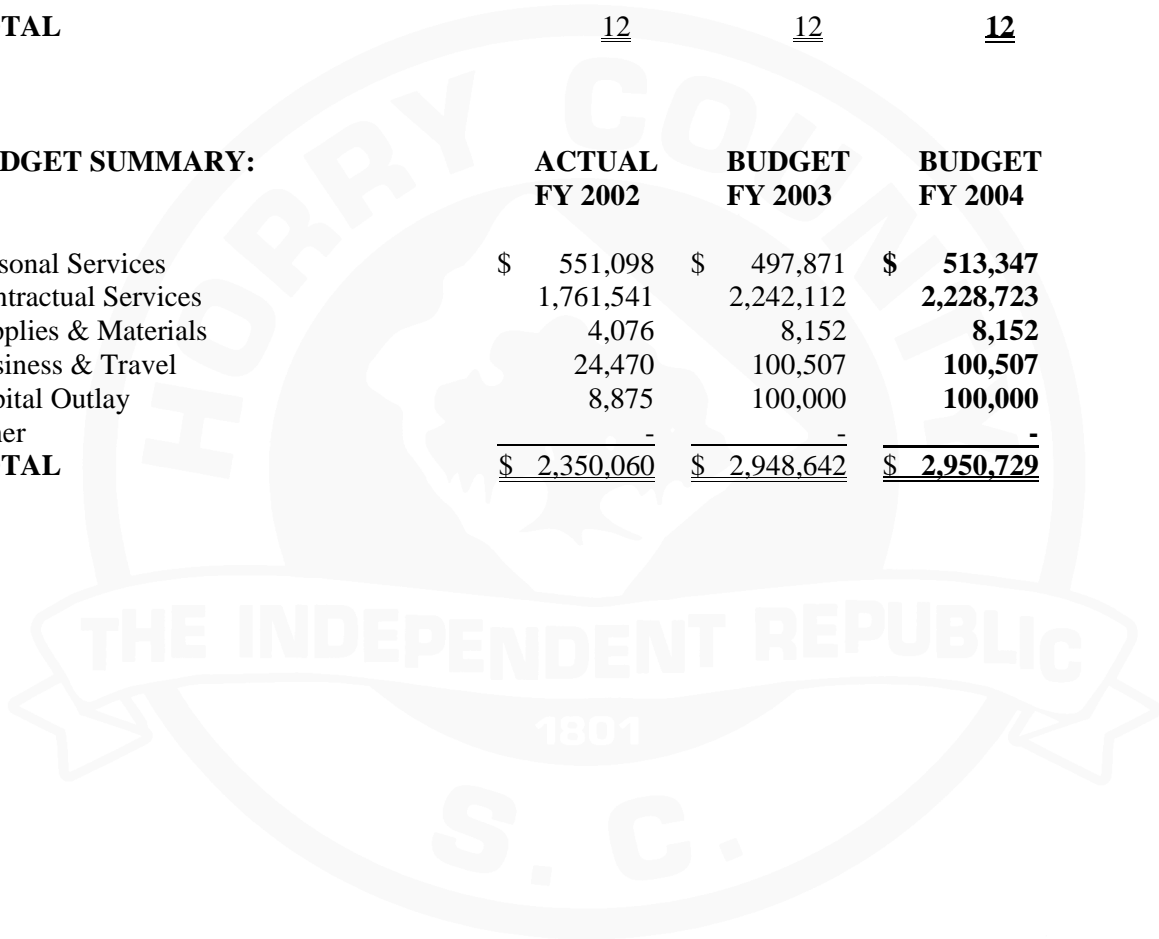 TAL 12 12 12
DGET SUMMARY: ACTUAL BUDGET BUDGET
FY 2002 FY 2003 FY 2004
sonal Services $ 551,098 $ 497,871 $ 513,347
ntractual Services 1,761,541 2,242,112 2,228,723
pplies & Materials 4,076 8,152 8,152
siness & Travel 24,470 100,507 100,507
pital Outlay 8,875 100,000 100,000
her - - -
TAL $ 2,350,060 $ 2,948,642 $ 2,950,729
HORRY COUNTY
THE INDEPENDENT REPUBLIC
1801
S. C.